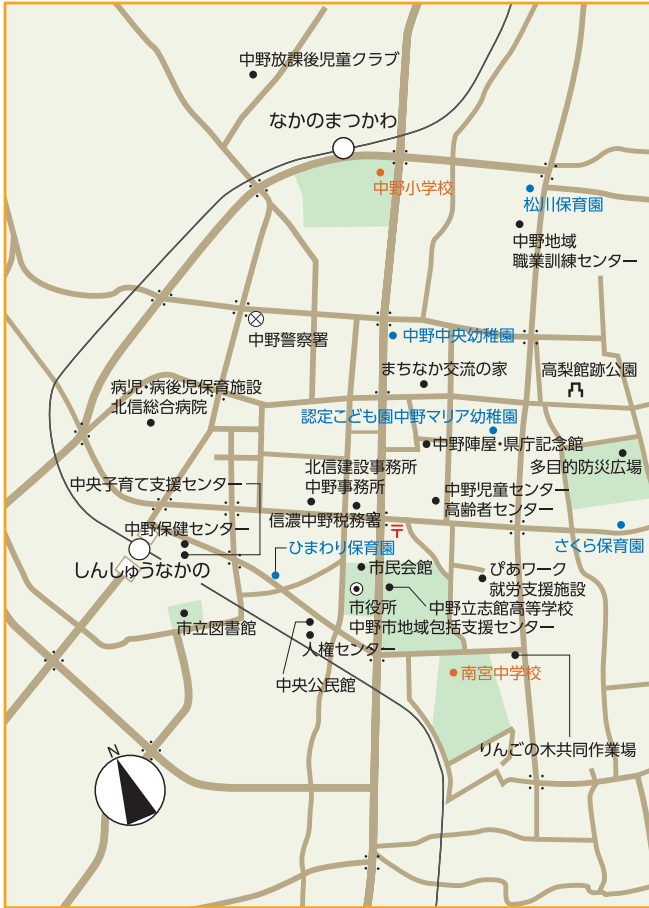 中野放課後児童クラブ
なかのまつかわ
中野小学校
松川保育園
中野地域
職業訓練センター
中野警察署
中野中央幼稚園
まちなか交流の家
高梨館跡公園
病児・病後児保育施設
北信総合病院
認定こども園中野マリア幼稚園
中野陣屋・県庁記念館
多目的防災広場
北信建設事務所
中野事務所
中央子育て支援センター
中野児童センター
高齢者センター
信濃中野税務署
〒
中野保健センター
ひまわり保育園
さくら保育園
しんしゅうなかの
市民会館
ぴあワーク
就労支援施設
市役所
中野立志館高等学校
中野市地域包括支援センター
市立図書館
人権センター
中央公民館
南宮中学校
りんごの木共同作業場
N